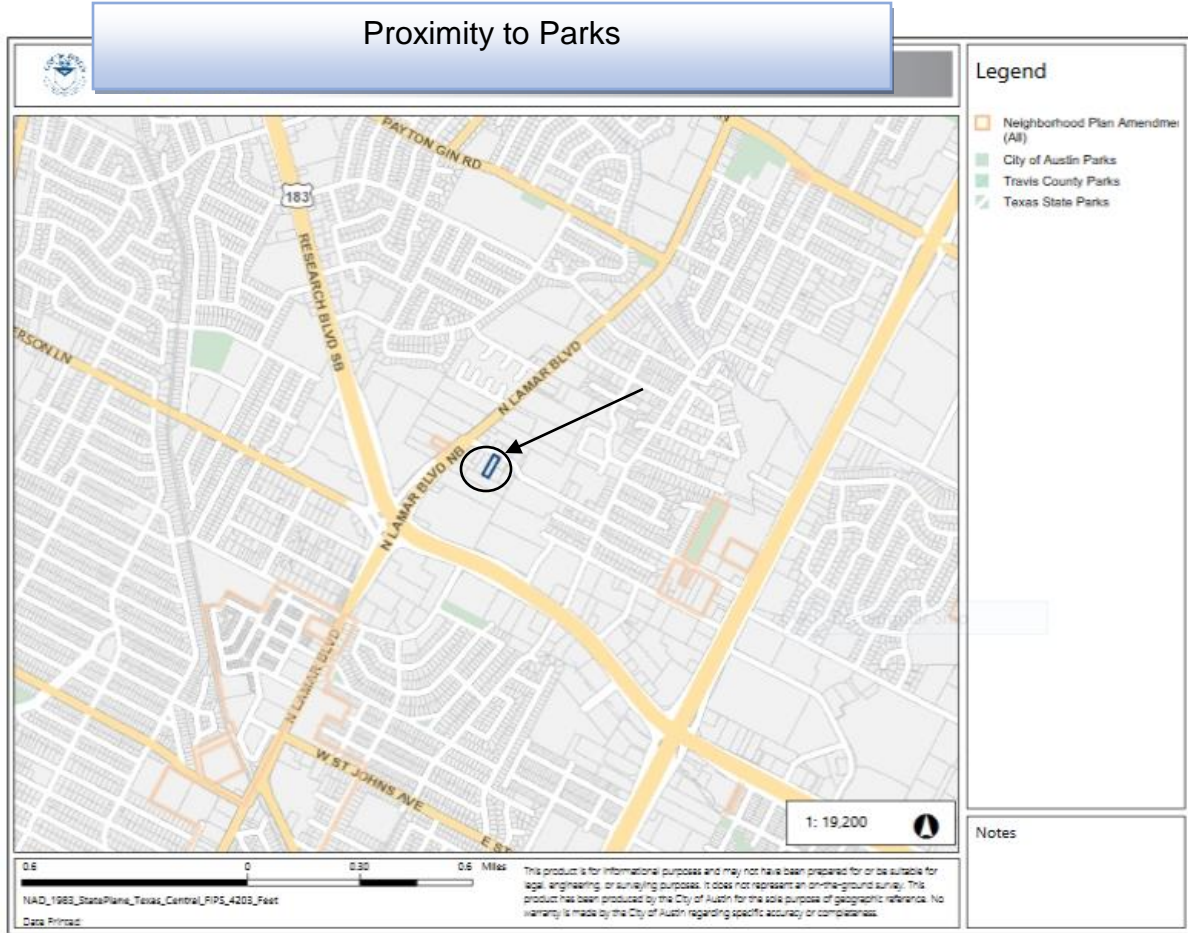 Proximity to Parks
Legend
Neighborhood Plan Amendmen
(All)
City of Austin Parks
Travis County Parks
Texas State Parks
PAYTON GIN RD
183
RESEARCH BLVD SB
ERSON LN
N LAMAR BLVD
N LAMAR BLVD NB
N LAMAR BLVD
W ST JOHNS AVE
E ST
1: 19,200
Notes
0.6 0 0.30 0.6 Miles
NAD_1983_StatePlane_Texas_Central_FIPS_4203_Feet
Date Printed:
This product is for informational purposes and may not have been prepared for or be suitable for
legal, engineering, or surveying purposes. It does not represent an on-the-ground survey. This
product has been produced by the City of Austin for the sole purpose of geographic reference. No
warranty is made by the City of Austin regarding specific accuracy or completeness.